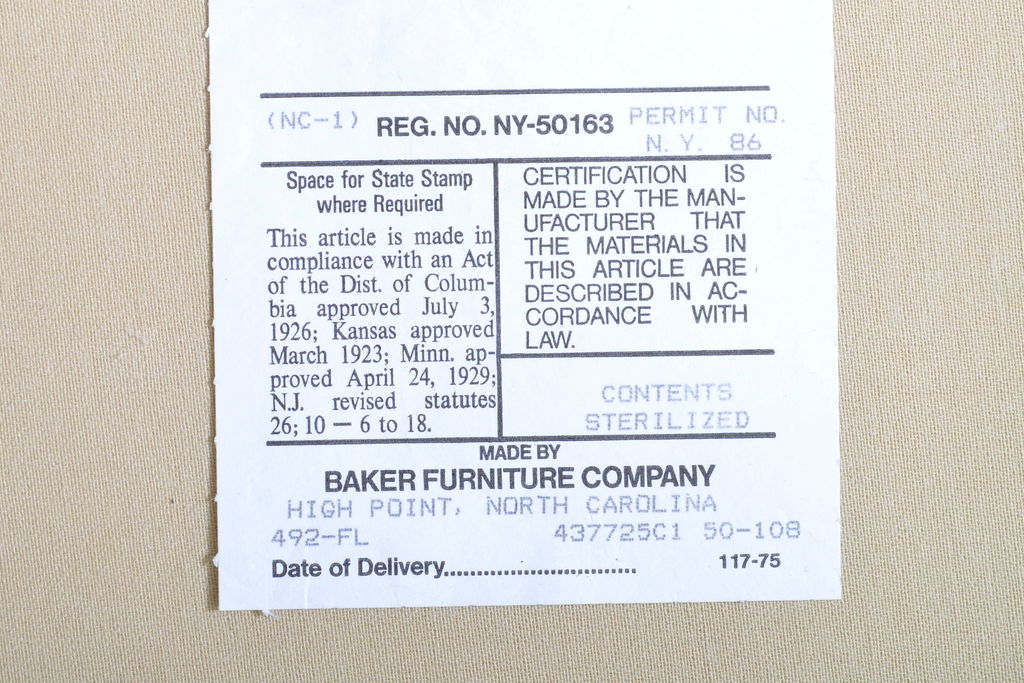 (NC-1) REG. NO. NY-50163 PERMIT NO.
N. Y. 86
Space for State Stamp
where Required
This article is made in
compliance with an Act
of the Dist. of Colum-
bia approved July 3,
1926; Kansas approved
March 1923; Minn. ap-
proved April 24, 1929;
N.J. revised statutes
26; 10 — 6 to 18.
CERTIFICATION IS
MADE BY THE MAN-
UFACTURER THAT
THE MATERIALS IN
THIS ARTICLE ARE
DESCRIBED IN AC-
CORDANCE WITH
LAW.
CONTENTS
STERILIZED
MADE BY
BAKER FURNITURE COMPANY
HIGH POINT, NORTH CAROLINA
492-FL 437725C1 50-108
Date of Delivery............................. 117-75